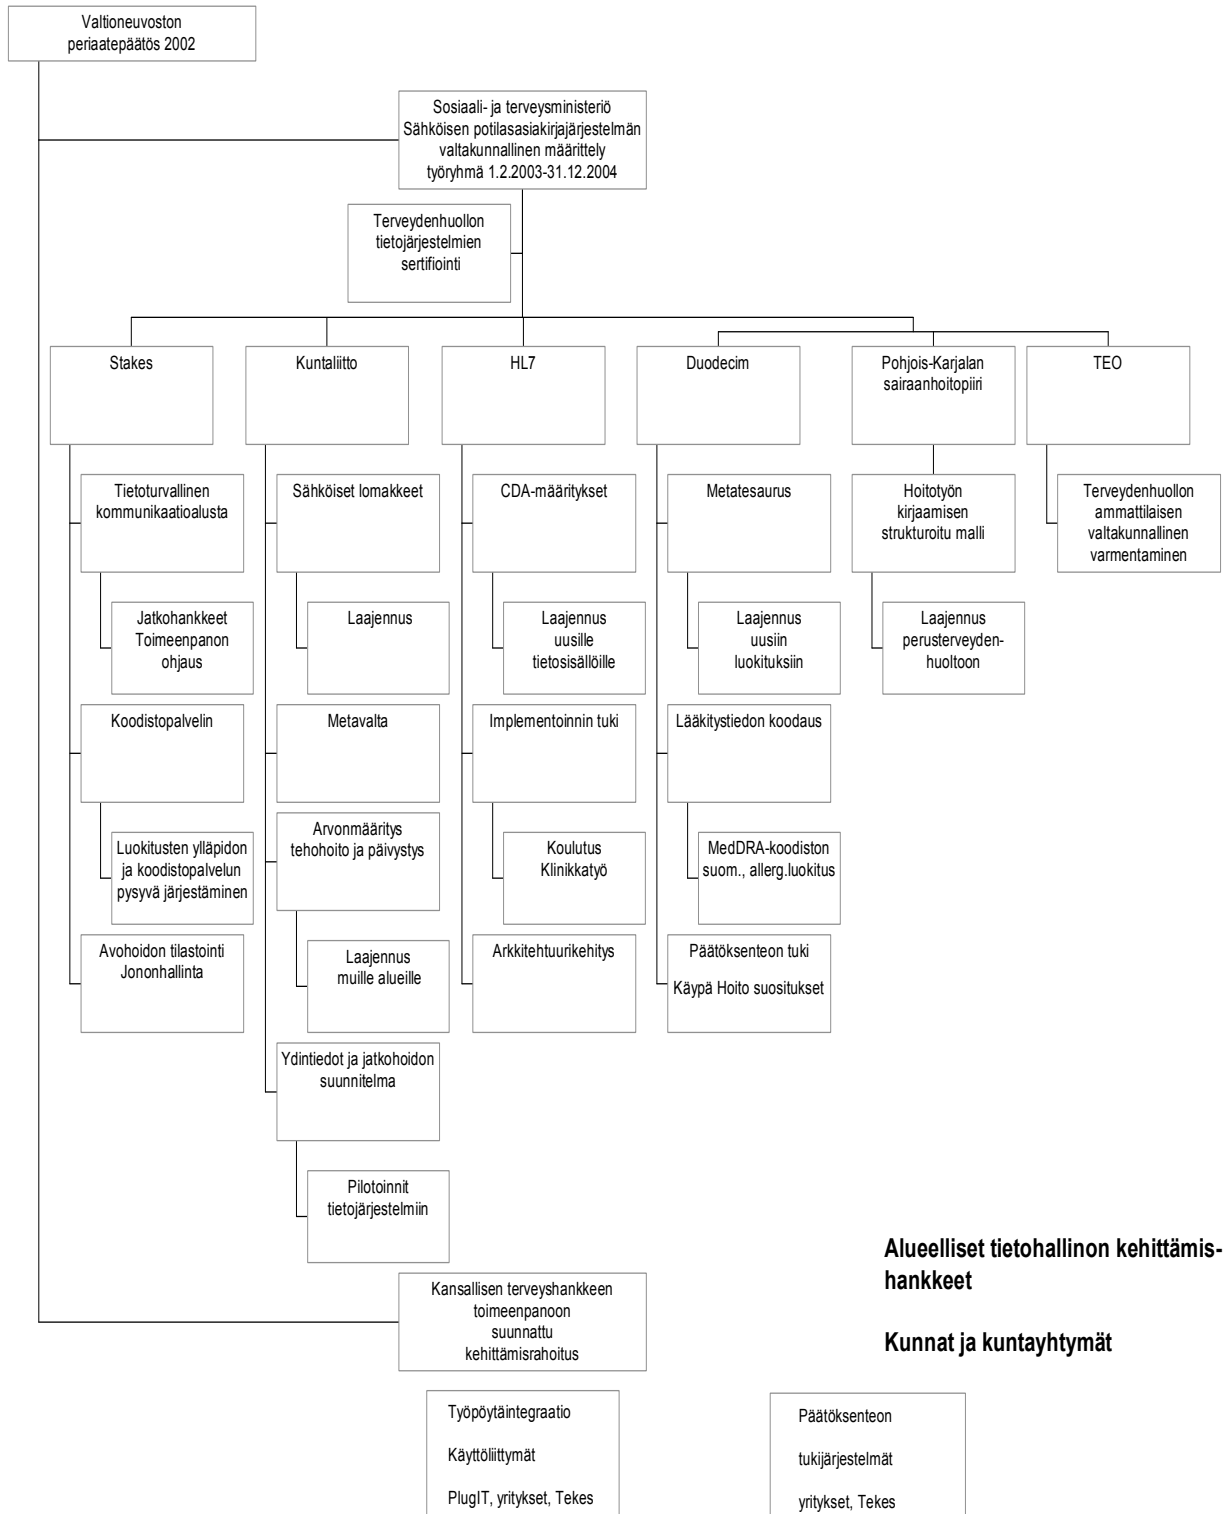 Valtioneuvoston
periaatepäätös 2002
Sosiaali- ja terveysministeriö
Sähköisen potilasasiakirjajärjestelmän
valtakunnallinen määrittely
työryhmä 1.2.2003-31.12.2004
Terveydenhuollon
tietojärjestelmien
sertifiointi
Stakes
Kuntaliitto
HL7
Duodecim
Pohjois-Karjalan
sairaanhoitopiiri
TEO
Tietoturvallinen
kommunikaatioalusta
Sähköiset lomakkeet
CDA-määritykset
Metatesaurus
Hoitotyön
kirjaamisen
strukturoitu malli
Terveydenhuollon
ammattilaisen
valtakunnallinen
varmentaminen
Jatkohankkeet
Toimeenpanon
ohjaus
Laajennus
Laajennus
uusille
tietosisällöille
Laajennus
uusiin
luokituksiin
Laajennus
perusterveyden-
huoltoon
Koodistopalvelin
Metavalta
Implementoinnin tuki
Lääkitystiedon koodaus
Luokitusten ylläpidon
ja koodistopalvelun
pysyvä järjestäminen
Arvonmääritys
tehohoito ja päivystys
Koulutus
Klinikkatyö
MedDRA-koodiston
suom., allerg.luokitus
Avohoidon tilastointi
Jononhallinta
Laajennus
muille alueille
Arkkitehtuurikehitys
Päätöksenteon tuki
Käypä Hoito suositukset
Ydintiedot ja jatkohoidon
suunnitelma
Pilotoinnit
tietojärjestelmiin
Alueelliset tietohallinon kehittämis-
hankkeet
Kunnat ja kuntayhtymät
Kansallisen terveyshankkeen
toimeenpanoon
suunnattu
kehittämisrahoitus
Työpöytäintegraatio
Käyttöliittymät
PlugIT, yritykset, Tekes
Päätöksenteon
tukijärjestelmät
yritykset, Tekes